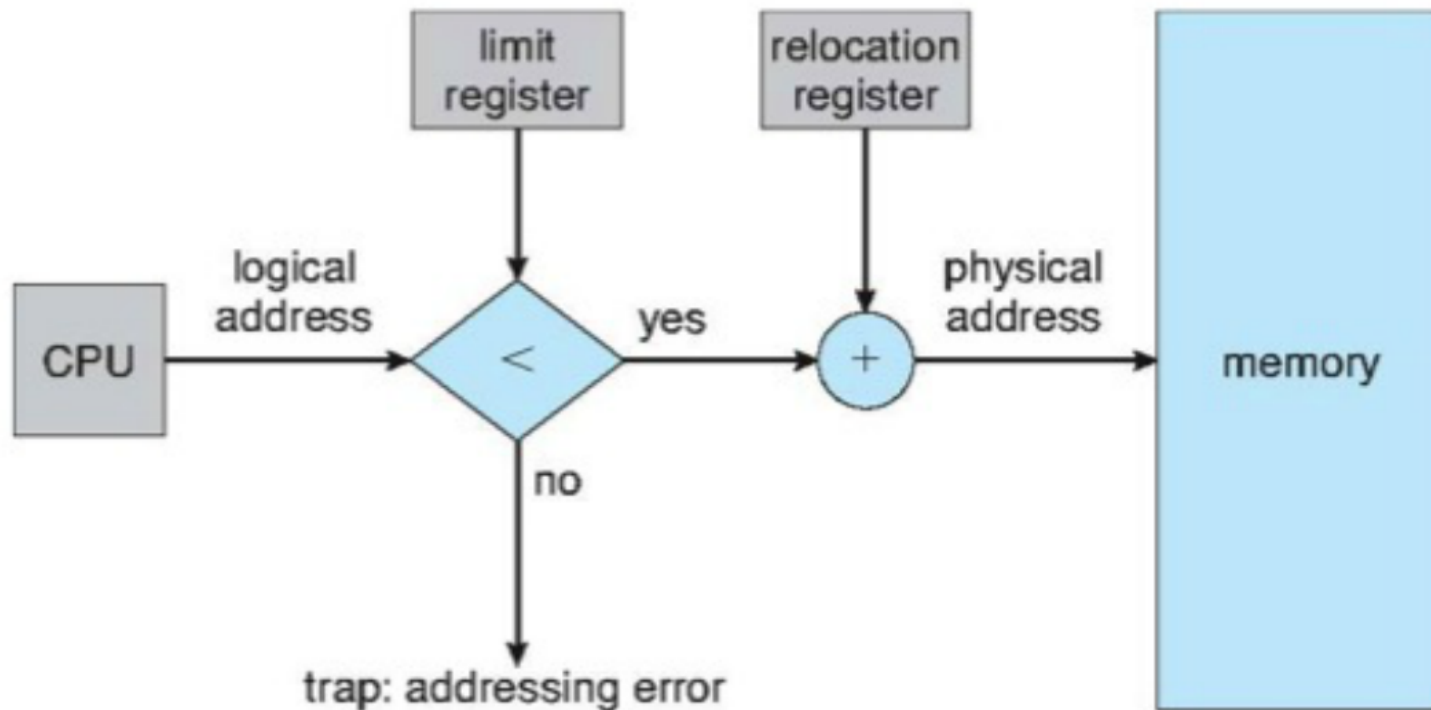 limit
register
relocation
register
logical
address
physical
address
CPU
<
yes
+
memory
no
trap: addressing error